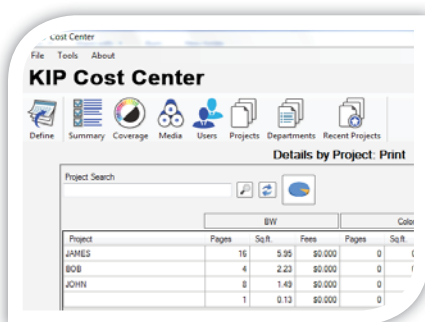 Cost Center
File Tools About
KIP Cost Center
Define Summary Coverage Media Users Projects Departments Recent Projects
Details by Project: Print
Project Search
BW Color
Project Pages Sq.ft. Fees Pages Sq.ft.
JAMES 16 5.95 $0.000 0
BOB 4 2.23 $0.000 0
JOHN 8 1.49 $0.000 0
1 0.13 $0.000 0